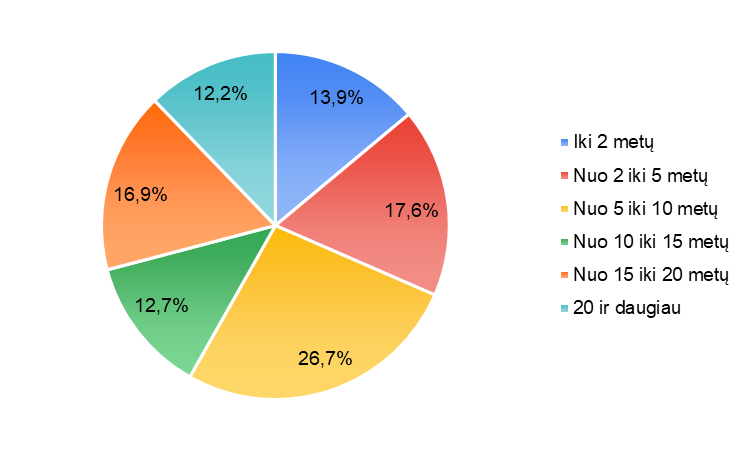 12,2%
13,9%
16,9%
17,6%
12,7%
26,7%
Iki 2 metų
Nuo 2 iki 5 metų
Nuo 5 iki 10 metų
Nuo 10 iki 15 metų
Nuo 15 iki 20 metų
20 ir daugiau